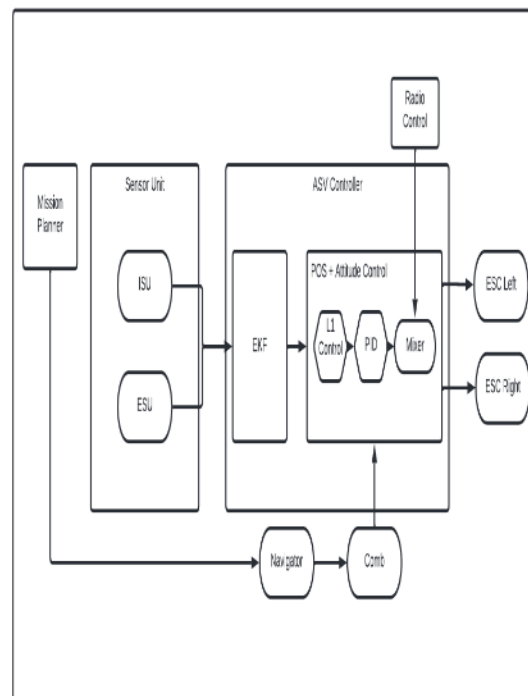 Radio
Control
Mission
Planner
Sensor Unit
ASV Controller
ISU
ESU
EKF
POS + Attitude Control
L1
Control
PID
Mixer
ESC Left
ESC Right
Navigator
Comb